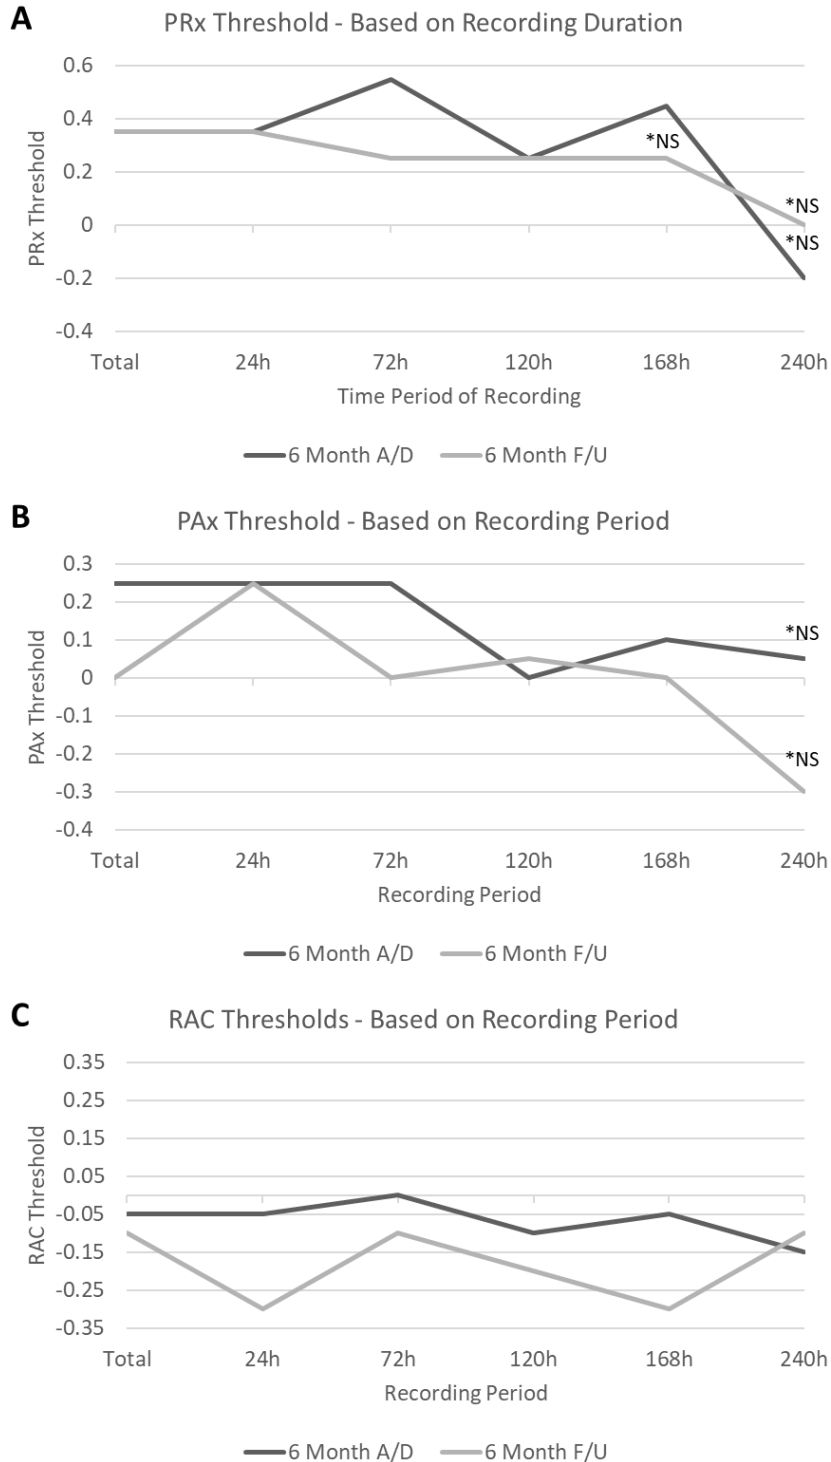 A
PRx Threshold - Based on Recording Duration
PRx Threshold
0.6
0.4
0.2
0
-0.2
-0.4
*NS
*NS
*NS
Total 24h 72h 120h 168h 240h
Time Period of Recording
6 Month A/D 6 Month F/U
B
PAx Threshold - Based on Recording Period
PAx Threshold
0.3
0.2
0.1
0
-0.1
-0.2
-0.3
-0.4
*NS
*NS
Total 24h 72h 120h 168h 240h
Recording Period
6 Month A/D 6 Month F/U
C
RAC Thresholds - Based on Recording Period
RAC Threshold
0.35
0.25
0.15
0.05
-0.05
-0.15
-0.25
-0.35
Total 24h 72h 120h 168h 240h
Recording Period
6 Month A/D 6 Month F/U